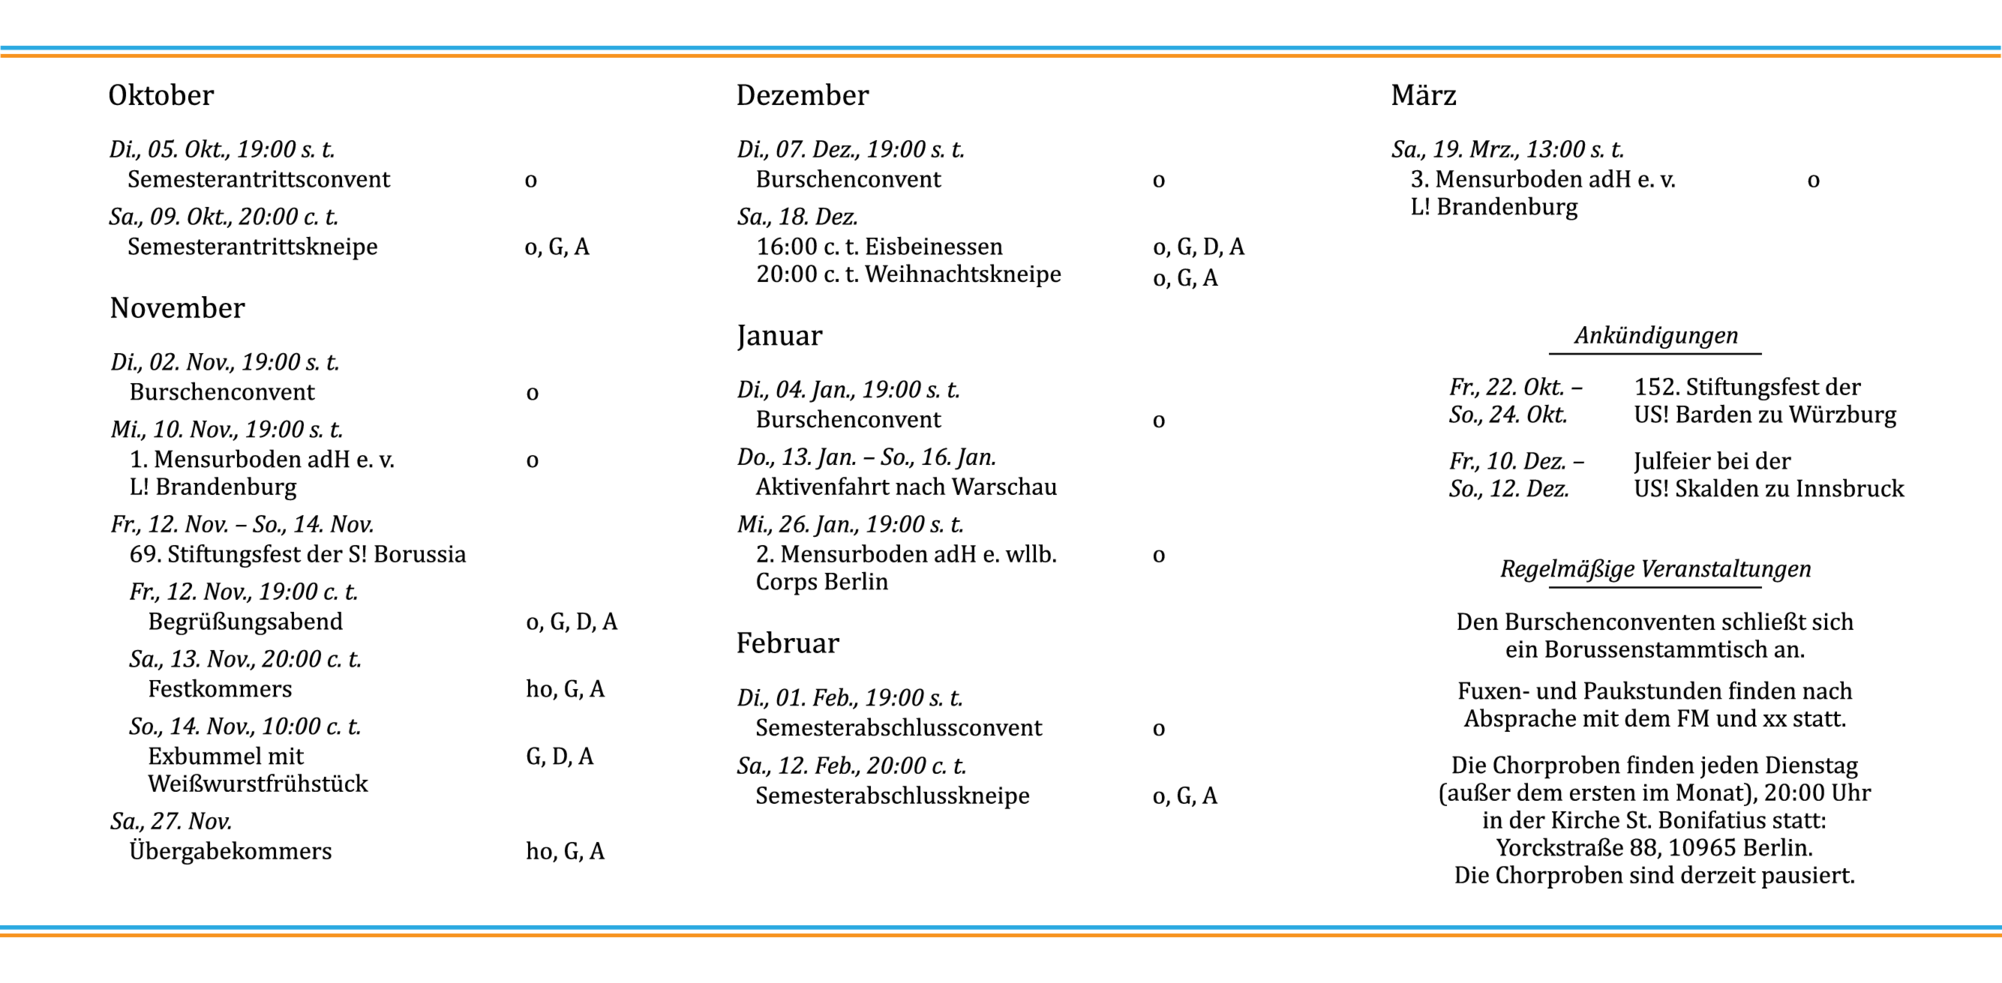 Oktober
Di., 05. Okt., 19:00 s. t.
Semesterantrittsconvent o
Sa., 09. Okt., 20:00 c. t.
Semesterantrittskneipe o, G, A
November
Di., 02. Nov., 19:00 s. t.
Burschenconvent o
Mi., 10. Nov., 19:00 s. t.
1. Mensurboden adH e. v. o
L! Brandenburg
Fr., 12. Nov. – So., 14. Nov.
69. Stiftungsfest der S! Borussia
Fr., 12. Nov., 19:00 c. t.
Begrüßungsabend o, G, D, A
Sa., 13. Nov., 20:00 c. t.
Festkommers ho, G, A
So., 14. Nov., 10:00 c. t.
Exbummel mit G, D, A
Weißwurstfrühstück
Sa., 27. Nov.
Übergabekommers ho, G, A
Dezember
Di., 07. Dez., 19:00 s. t.
Burschenconvent o
Sa., 18. Dez.
16:00 c. t. Eisbeinessen o, G, D, A
20:00 c. t. Weihnachtskneipe o, G, A
Januar
Di., 04. Jan., 19:00 s. t.
Burschenconvent o
Do., 13. Jan. – So., 16. Jan.
Aktivenfahrt nach Warschau
Mi., 26. Jan., 19:00 s. t.
2. Mensurboden adH e. wllb. o
Corps Berlin
Februar
Di., 01. Feb., 19:00 s. t.
Semesterabschlussconvent o
Sa., 12. Feb., 20:00 c. t.
Semesterabschlusskneipe o, G, A
März
Sa., 19. Mrz., 13:00 s. t.
3. Mensurboden adH e. v. o
L! Brandenburg
Ankündigungen
Fr., 22. Okt. – 152. Stiftungsfest der
So., 24. Okt. US! Barden zu Würzburg
Fr., 10. Dez. – Julfeier bei der
So., 12. Dez. US! Skalden zu Innsbruck
Regelmäßige Veranstaltungen
Den Burschenconventen schließt sich
ein Borussenstammtisch an.
Fuxen- und Paukstunden finden nach
Absprache mit dem FM und xx statt.
Die Chorproben finden jeden Dienstag
(außer dem ersten im Monat), 20:00 Uhr
in der Kirche St. Bonifatius statt:
Yorckstraße 88, 10965 Berlin.
Die Chorproben sind derzeit pausiert.